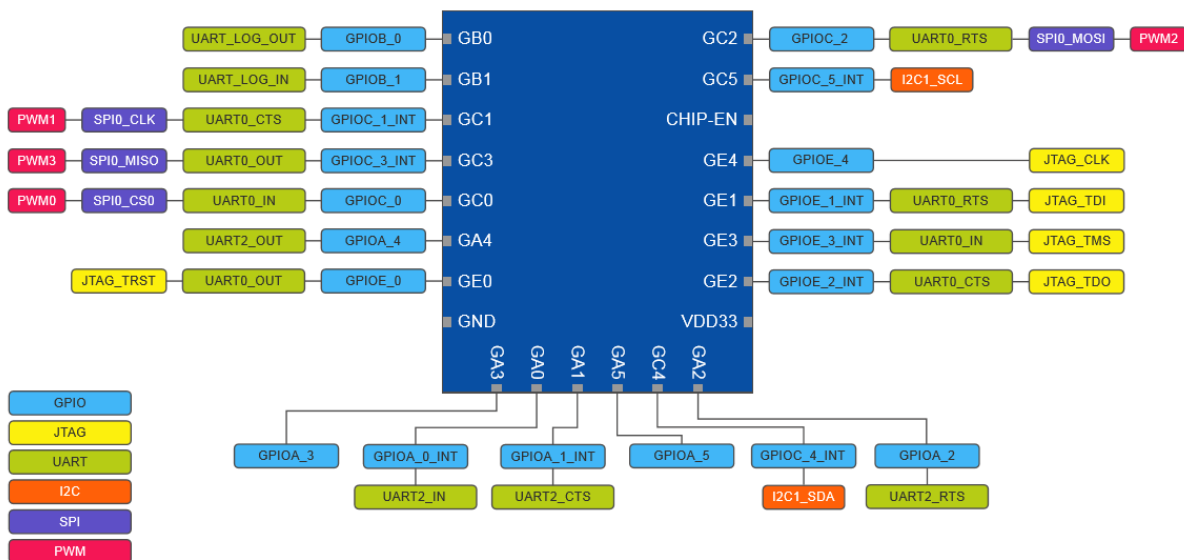 UART_LOG_OUT GPIOB_0 GB0 GC2 GPIOC_2 UART0_RTS SPI0_MOSI PWM2
UART_LOG_IN GPIOB_1 GB1 GC5 GPIOC_5_INT I2C1_SCL
PWM1 SPI0_CLK UART0_CTS GPIOC_1_INT GC1 CHIP-EN
PWM3 SPI0_MISO UART0_OUT GPIOC_3_INT GC3 GE4 GPIOE_4 JTAG_CLK
PWM0 SPI0_CS0 UART0_IN GPIOC_0 GC0 GE1 GPIOE_1_INT UART0_RTS JTAG_TDI
UART2_OUT GPIOA_4 GA4 GE3 GPIOE_3_INT UART0_IN JTAG_TMS
JTAG_TRST UART0_OUT GPIOE_0 GE0 GE2 GPIOE_2_INT UART0_CTS JTAG_TDO
GND VDD33
GA3 GA0 GA1 GA5 GC4 GA2
GPIOA_3 GPIOA_0_INT GPIOA_1_INT GPIOA_5 GPIOC_4_INT GPIOA_2
UART2_IN UART2_CTS I2C1_SDA UART2_RTS
GPIO
JTAG
UART
I2C
SPI
PWM